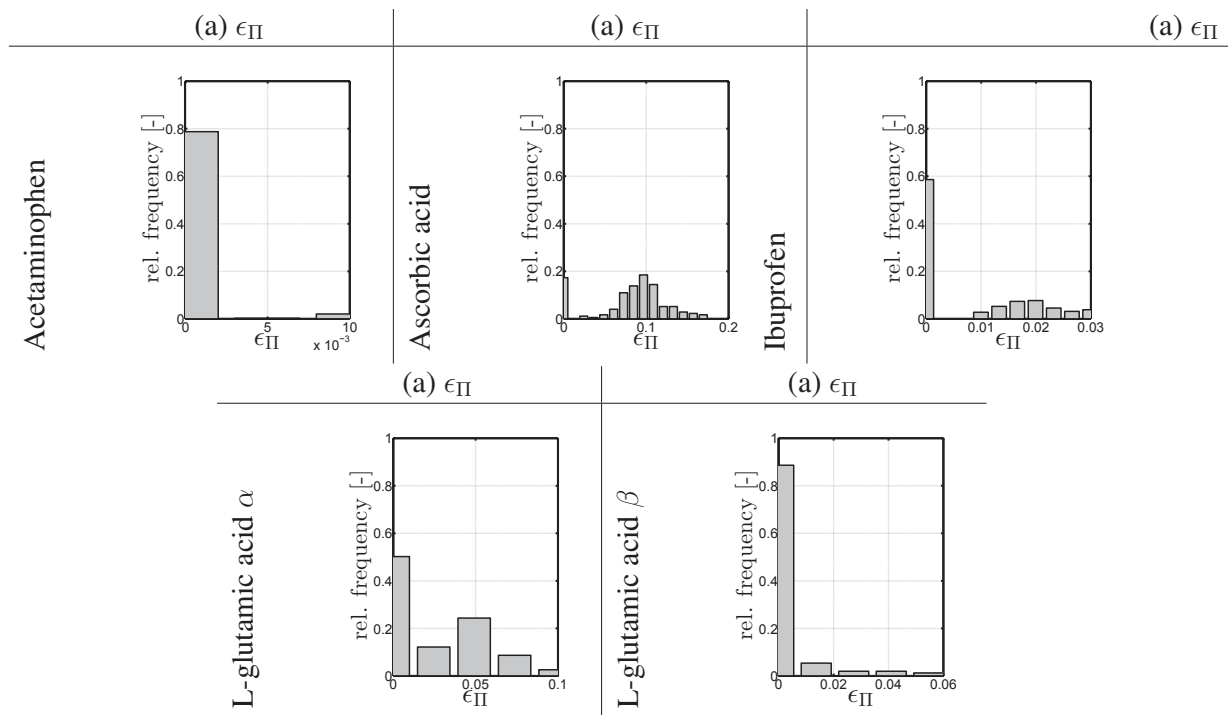 (a) ϵΠ
(a) ϵΠ
(a) ϵΠ
Acetaminophen
rel. frequency [-]
1
0.8
0.6
0.4
0.2
0
0
5
10
x 10⁻³
ϵΠ
Ascorbic acid
rel. frequency [-]
1
0.8
0.6
0.4
0.2
0
0
0.1
0.2
ϵΠ
Ibuprofen
rel. frequency [-]
1
0.8
0.6
0.4
0.2
0
0
0.01
0.02
0.03
ϵΠ
(a) ϵΠ
(a) ϵΠ
L-glutamic acid α
rel. frequency [-]
1
0.8
0.6
0.4
0.2
0
0
0.05
0.1
ϵΠ
L-glutamic acid β
rel. frequency [-]
1
0.8
0.6
0.4
0.2
0
0
0.02
0.04
0.06
ϵΠ